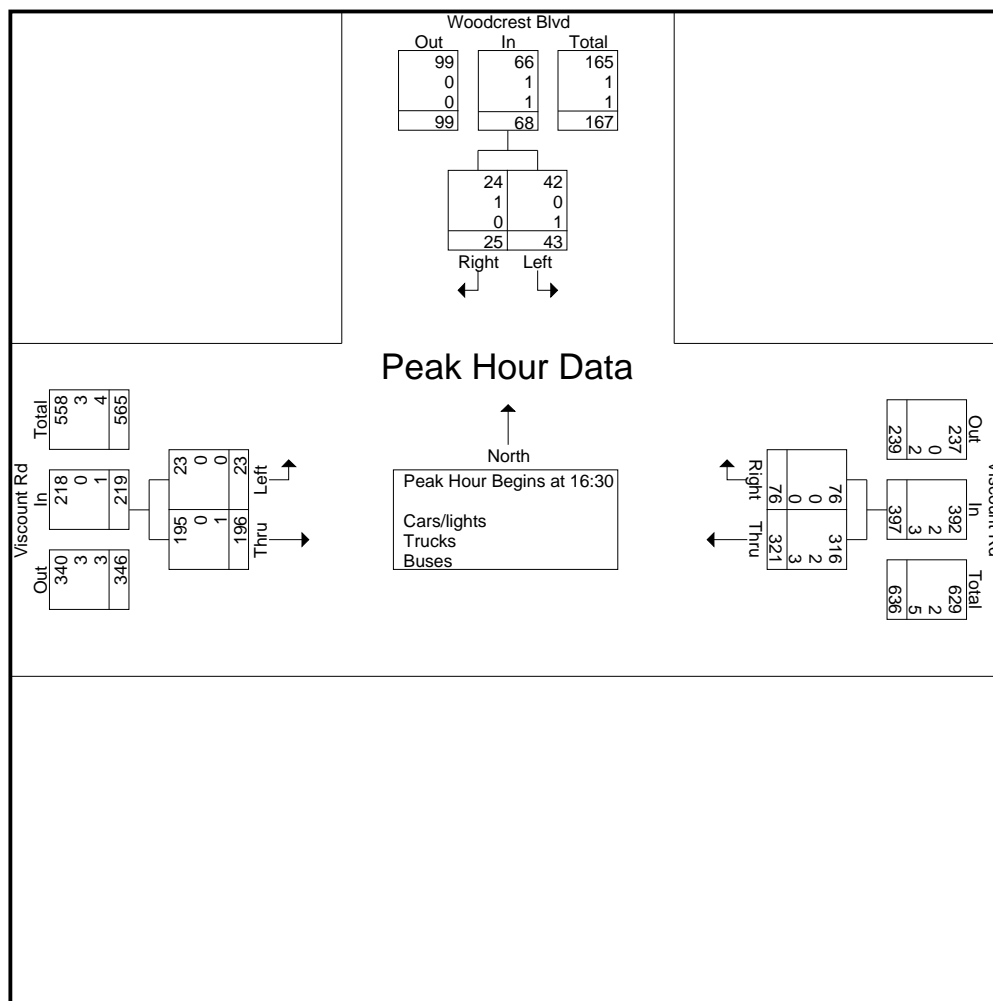 Woodcrest Blvd
Out In Total
99 66 165
0 1 1
0 1 1
99 68 167
24 42
1 0
0 1
25 43
Right Left
Peak Hour Data
North
Peak Hour Begins at 16:30
Cars/lights
Trucks
Buses
Viscount Rd
Total
558 3 4 565
In
218 0 1 219
Out
340 3 3 346
23 0 0 23
Left
195 0 1 196
Thru
Right
76 0 0 76
Thru
316 2 3 321
Viscount Rd
Out
237 0 2 239
In
392 2 3 397
Total
629 2 5 636